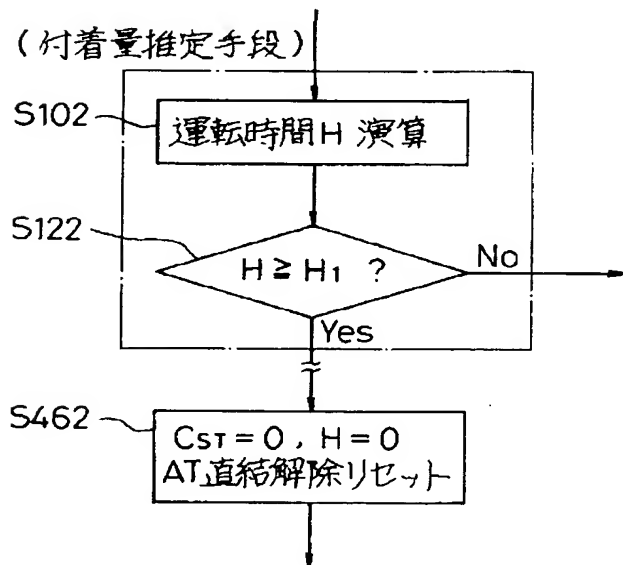 (付着量推定手段)
S102
運転時間H 演算
S122
H ≧ H1 ?
No
Yes
S462
CST = 0 , H = 0
AT直結解除リセット